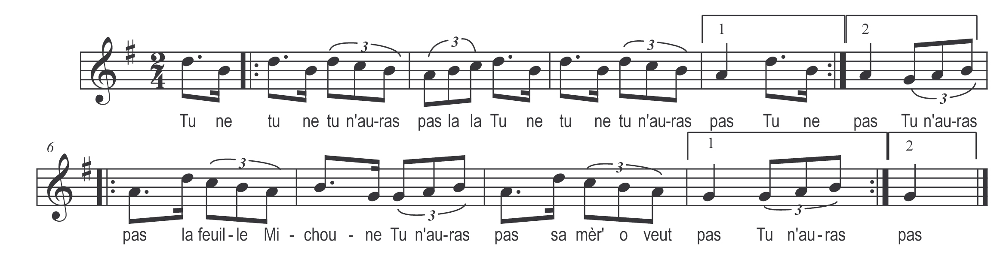 1 2
2 4
3 3 3 3
Tu ne tu ne tu n'au-ras pas la la Tu ne tu ne tu n'au-ras pas Tu ne pas Tu n'au-ras
6 1 2
3 3 3 3
pas la feuil - le Mi - chou - ne Tu n'au-ras pas sa mèr' o veut pas Tu n'au - ras pas